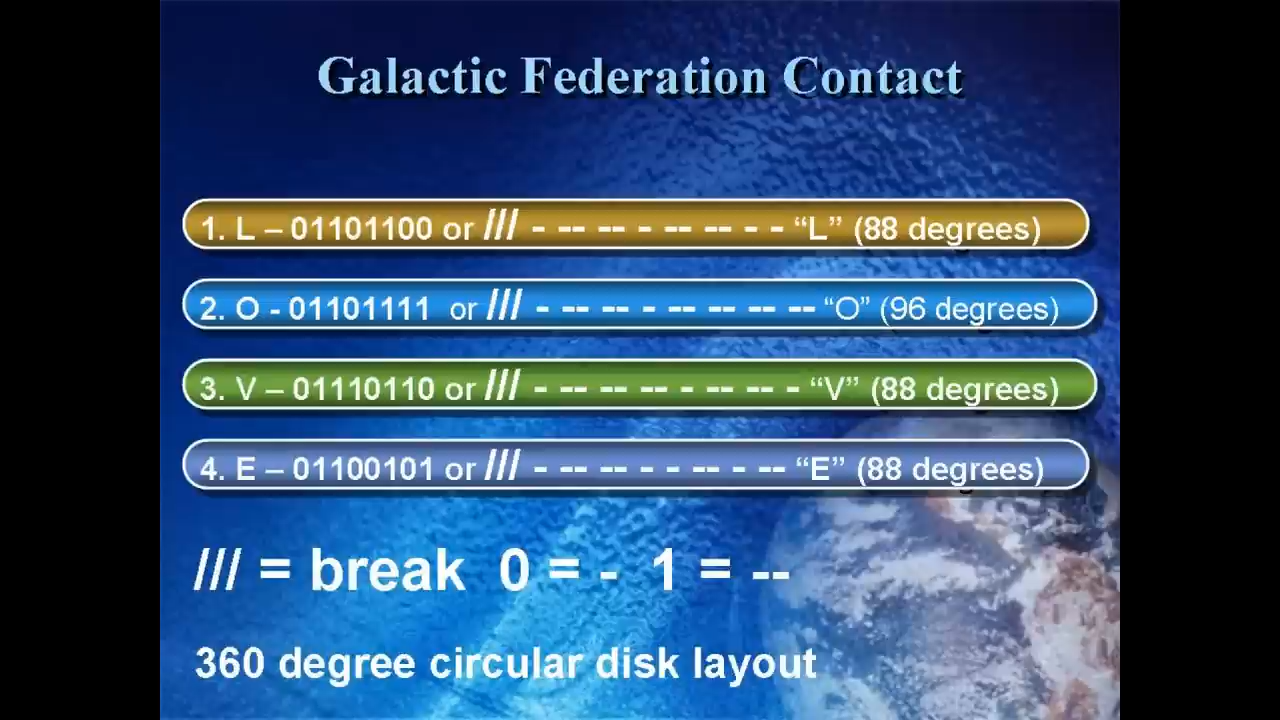 Galactic Federation Contact
1. L – 01101100 or /// - -- -- - -- -- - - “L” (88 degrees)
2. O - 01101111 or /// - -- -- - -- -- -- -- “O” (96 degrees)
3. V – 01110110 or /// - -- -- -- - -- -- - “V” (88 degrees)
4. E – 01100101 or /// - -- -- - - -- - -- “E” (88 degrees)
/// = break 0 = - 1 = --
360 degree circular disk layout